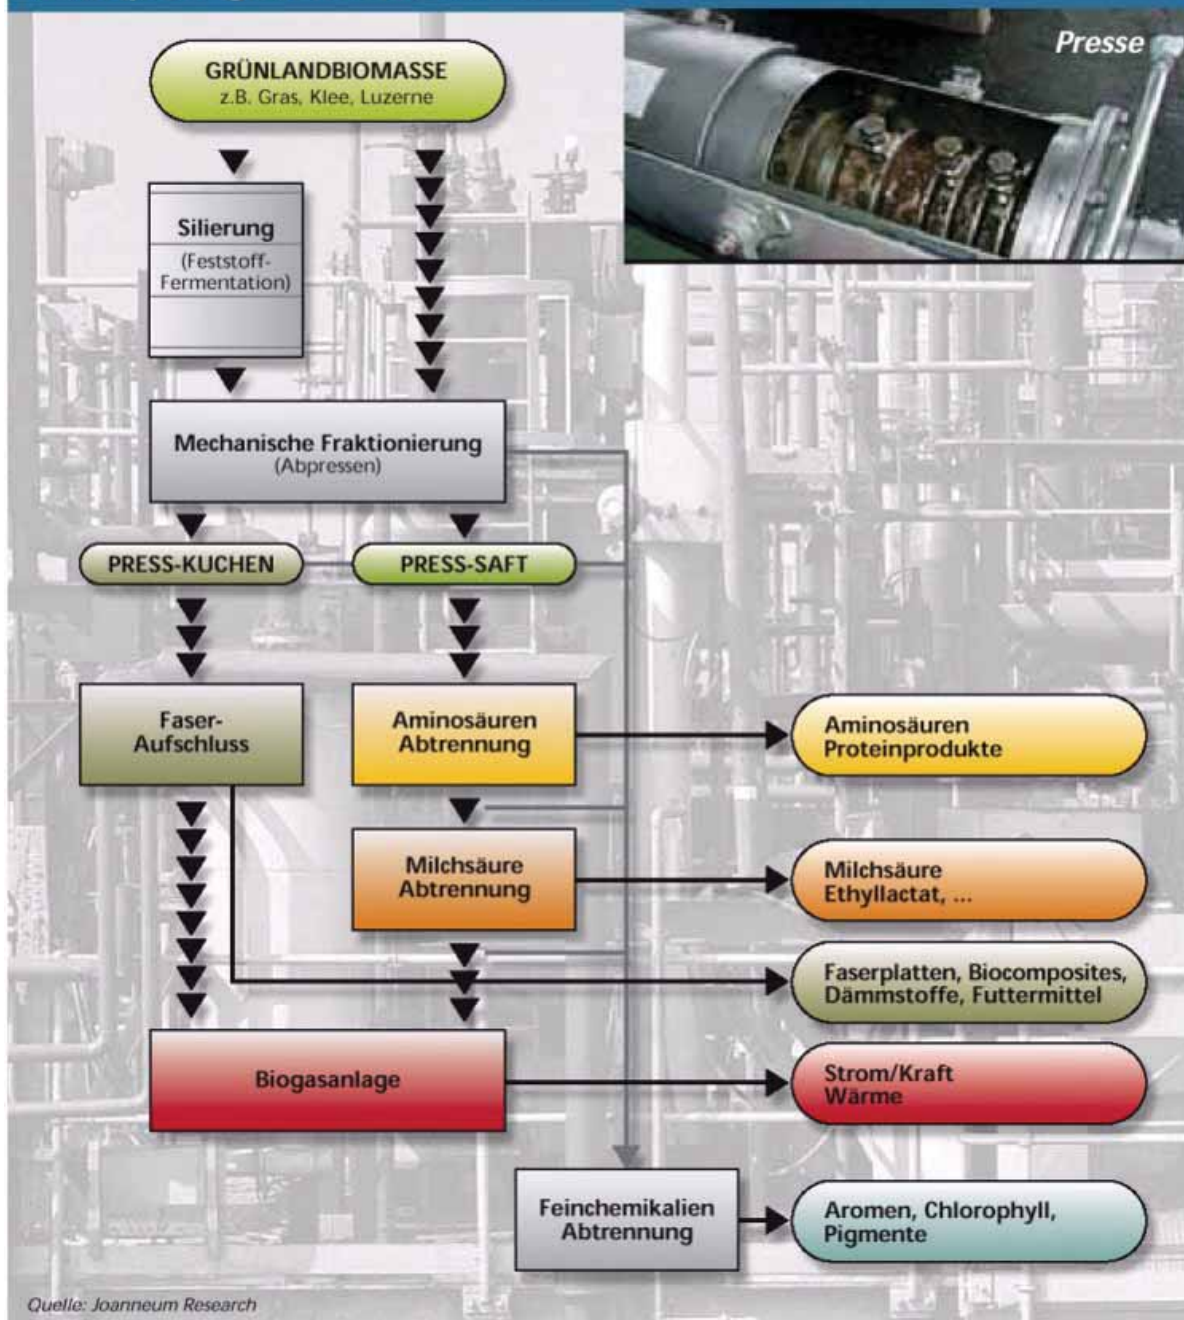 Presse
GRÜNLANDBIOMASSE
z.B. Gras, Klee, Luzerne
Silierung
(Feststoff-
Fermentation)
Mechanische Fraktionierung
(Abpressen)
PRESS-KUCHEN
PRESS-SAFT
Faser-
Aufschluss
Aminosäuren
Abtrennung
Aminosäuren
Proteinprodukte
Milchsäure
Abtrennung
Milchsäure
Ethyllactat, ...
Faserplatten, Biocomposites,
Dämmstoffe, Futtermittel
Biogasanlage
Strom/Kraft
Wärme
Feinchemikalien
Abtrennung
Aromen, Chlorophyll,
Pigmente
Quelle: Joanneum Research